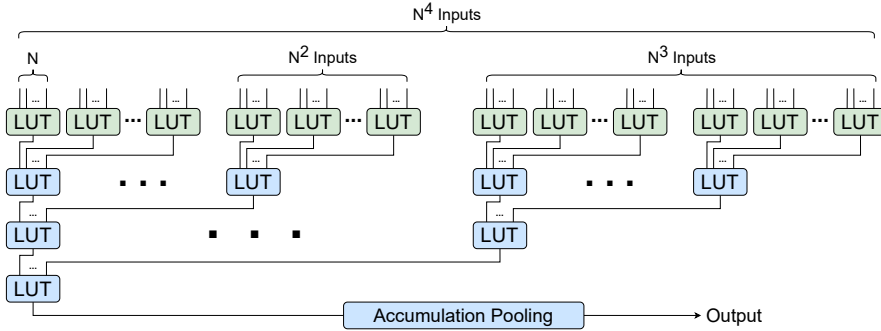 N⁴ Inputs
N N² Inputs N³ Inputs
... ... ... ... ... ... ... ... ... ... ... ...
LUT LUT ... LUT LUT LUT ... LUT LUT LUT ... LUT LUT LUT ... LUT
... ... ... ...
LUT ... LUT LUT ... LUT
... ...
LUT ... LUT
...
LUT
Accumulation Pooling Output